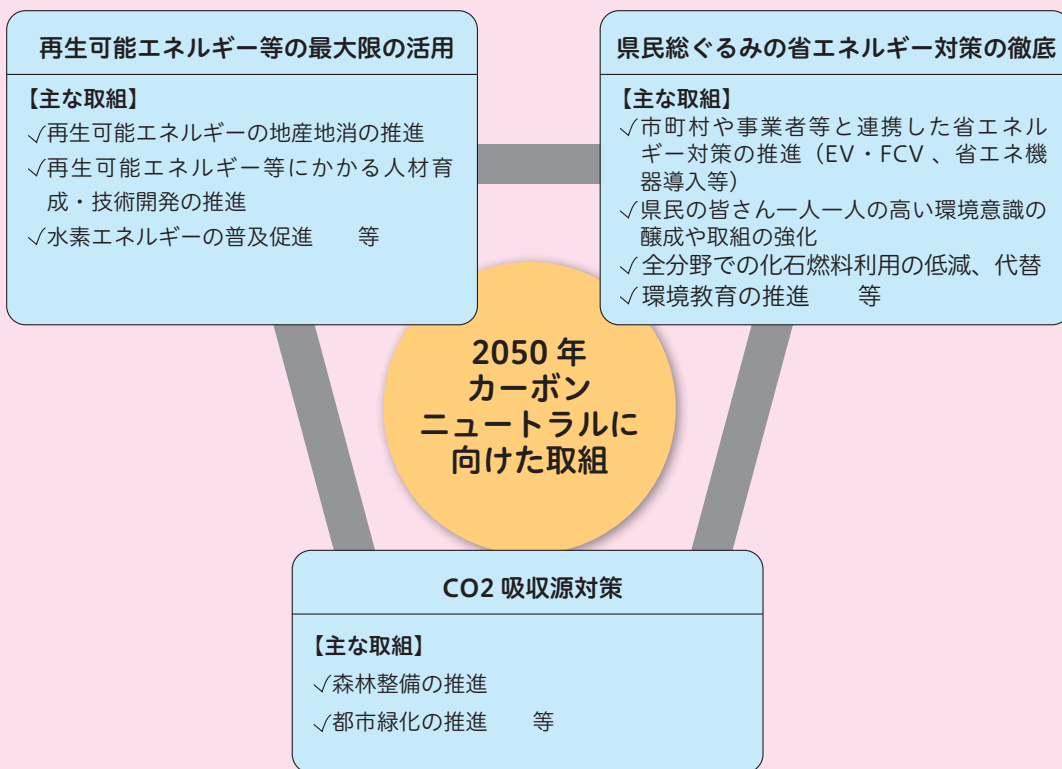 再生可能エネルギー等の最大限の活用
【主な取組】
✓再生可能エネルギーの地産地消の推進
✓再生可能エネルギー等にかかる人材育
成・技術開発の推進
✓水素エネルギーの普及促進　　等
県民総ぐるみの省エネルギー対策の徹底
【主な取組】
✓市町村や事業者等と連携した省エネル
ギー対策の推進（EV・FCV 、省エネ機
器導入等）
✓県民の皆さん一人一人の高い環境意識の
醸成や取組の強化
✓全分野での化石燃料利用の低減、代替
✓環境教育の推進　　等
2050 年
カーボン
ニュートラルに
向けた取組
CO2 吸収源対策
【主な取組】
✓森林整備の推進
✓都市緑化の推進　　等